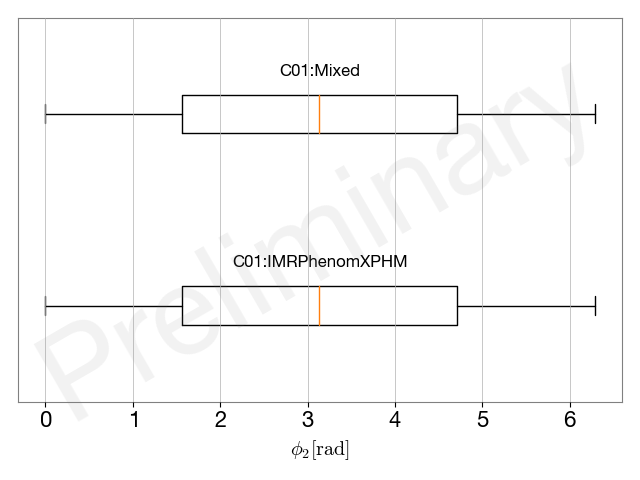 C01:Mixed
Preliminary
C01:IMRPhenomXPHM
0 1 2 3 4 5 6
ϕ₂[rad]